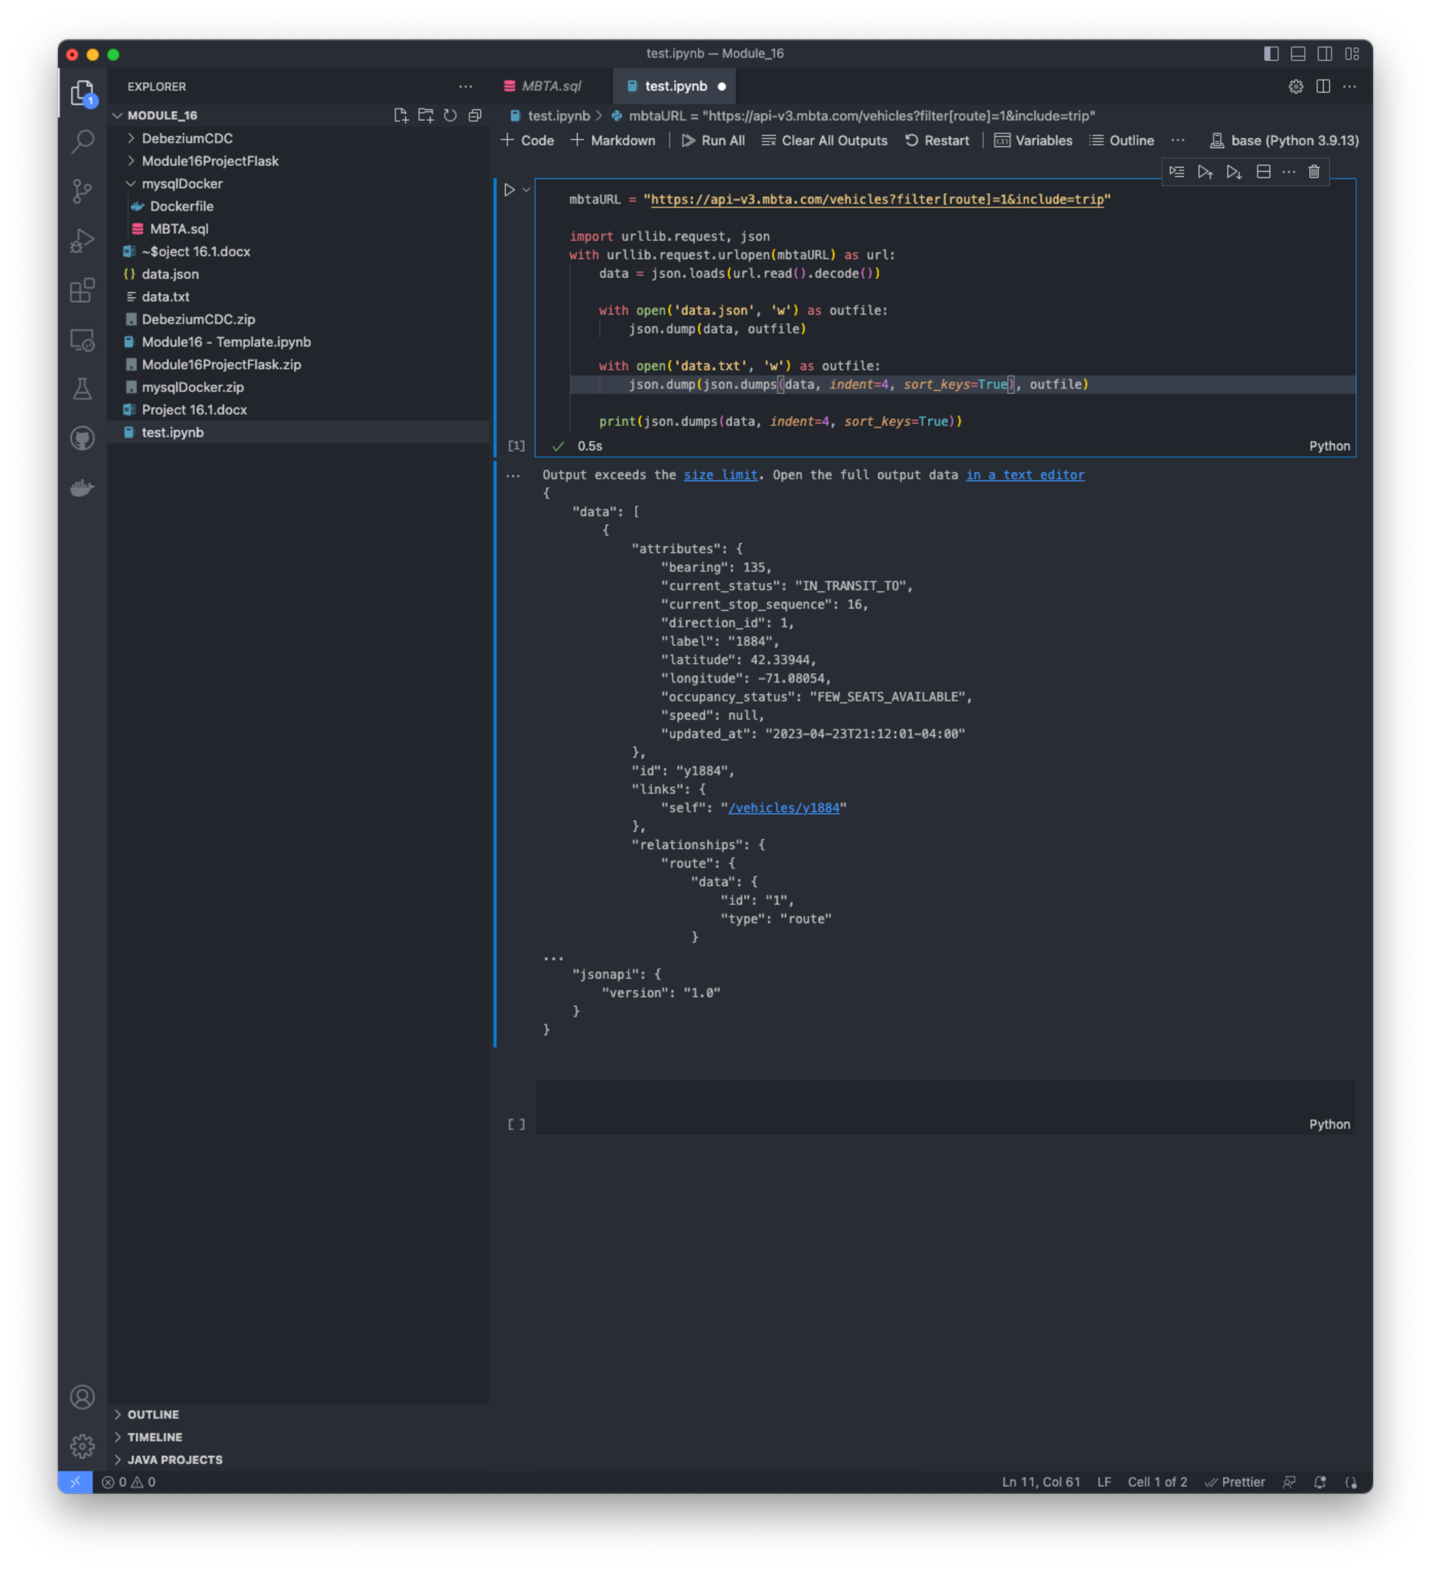 test.ipynb — Module_16
EXPLORER
MODULE_16
DebeziumCDC
Module16ProjectFlask
mysqlDocker
Dockerfile
MBTA.sql
~$oject 16.1.docx
data.json
data.txt
DebeziumCDC.zip
Module16 - Template.ipynb
Module16ProjectFlask.zip
mysqlDocker.zip
Project 16.1.docx
test.ipynb
OUTLINE
TIMELINE
JAVA PROJECTS
1
MBTA.sql
test.ipynb
test.ipynb > mbtaURL = "https://api-v3.mbta.com/vehicles?filter[route]=1&include=trip"
+ Code + Markdown Run All Clear All Outputs Restart Variables Outline ... base (Python 3.9.13)
mbtaURL = "https://api-v3.mbta.com/vehicles?filter[route]=1&include=trip"
import urllib.request, json
with urllib.request.urlopen(mbtaURL) as url:
data = json.loads(url.read().decode())
with open('data.json', 'w') as outfile:
json.dump(data, outfile)
with open('data.txt', 'w') as outfile:
json.dump(json.dumps(data, indent=4, sort_keys=True), outfile)
print(json.dumps(data, indent=4, sort_keys=True))
[1] 0.5s Python
Output exceeds the size limit. Open the full output data in a text editor
{
"data": [
{
"attributes": {
"bearing": 135,
"current_status": "IN_TRANSIT_TO",
"current_stop_sequence": 16,
"direction_id": 1,
"label": "1884",
"latitude": 42.33944,
"longitude": -71.08054,
"occupancy_status": "FEW_SEATS_AVAILABLE",
"speed": null,
"updated_at": "2023-04-23T21:12:01-04:00"
},
"id": "y1884",
"links": {
"self": "/vehicles/y1884"
},
"relationships": {
"route": {
"data": {
"id": "1",
"type": "route"
}
...
"jsonapi": {
"version": "1.0"
}
}
[ ] Python
0 0 Ln 11, Col 61 LF Cell 1 of 2 Prettier